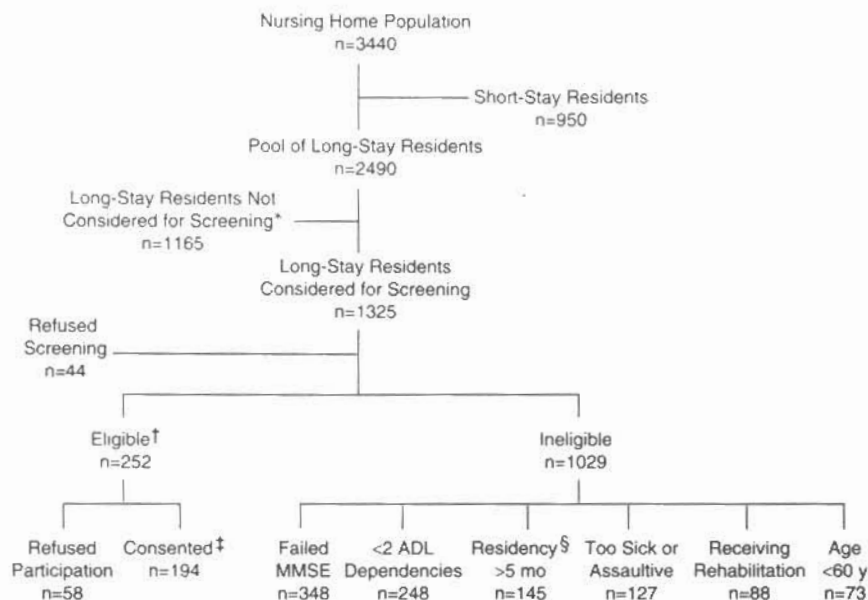 Nursing Home Population
n=3440
Short-Stay Residents
n=950
Pool of Long-Stay Residents
n=2490
Long-Stay Residents Not
Considered for Screening*
n=1165
Long-Stay Residents
Considered for Screening
n=1325
Refused
Screening
n=44
Eligible†
n=252
Ineligible
n=1029
Refused
Participation
n=58
Consented‡
n=194
Failed
MMSE
n=348
<2 ADL
Dependencies
n=248
Residency§
>5 mo
n=145
Too Sick or
Assaultive
n=127
Receiving
Rehabilitation
n=88
Age
<60 y
n=73